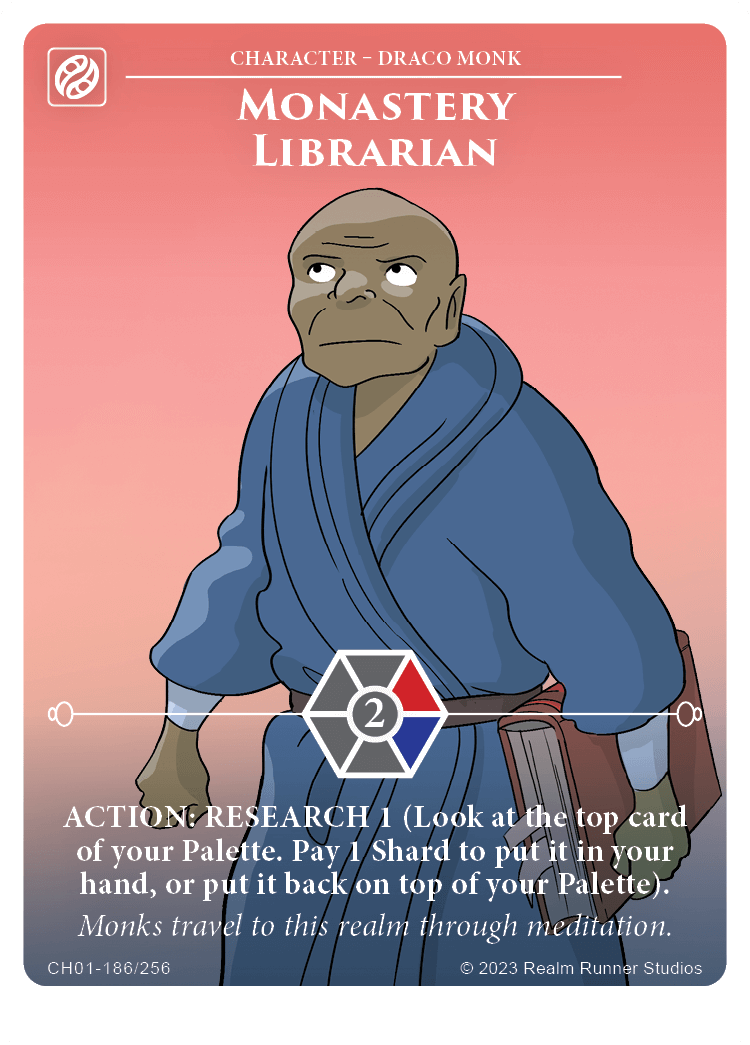 CHARACTER – DRACO MONK
MONASTERY
LIBRARIAN
2
ACTION: RESEARCH 1 (Look at the top card
of your Palette. Pay 1 Shard to put it in your
hand, or put it back on top of your Palette).
Monks travel to this realm through meditation.
CH01-186/256
© 2023 Realm Runner Studios